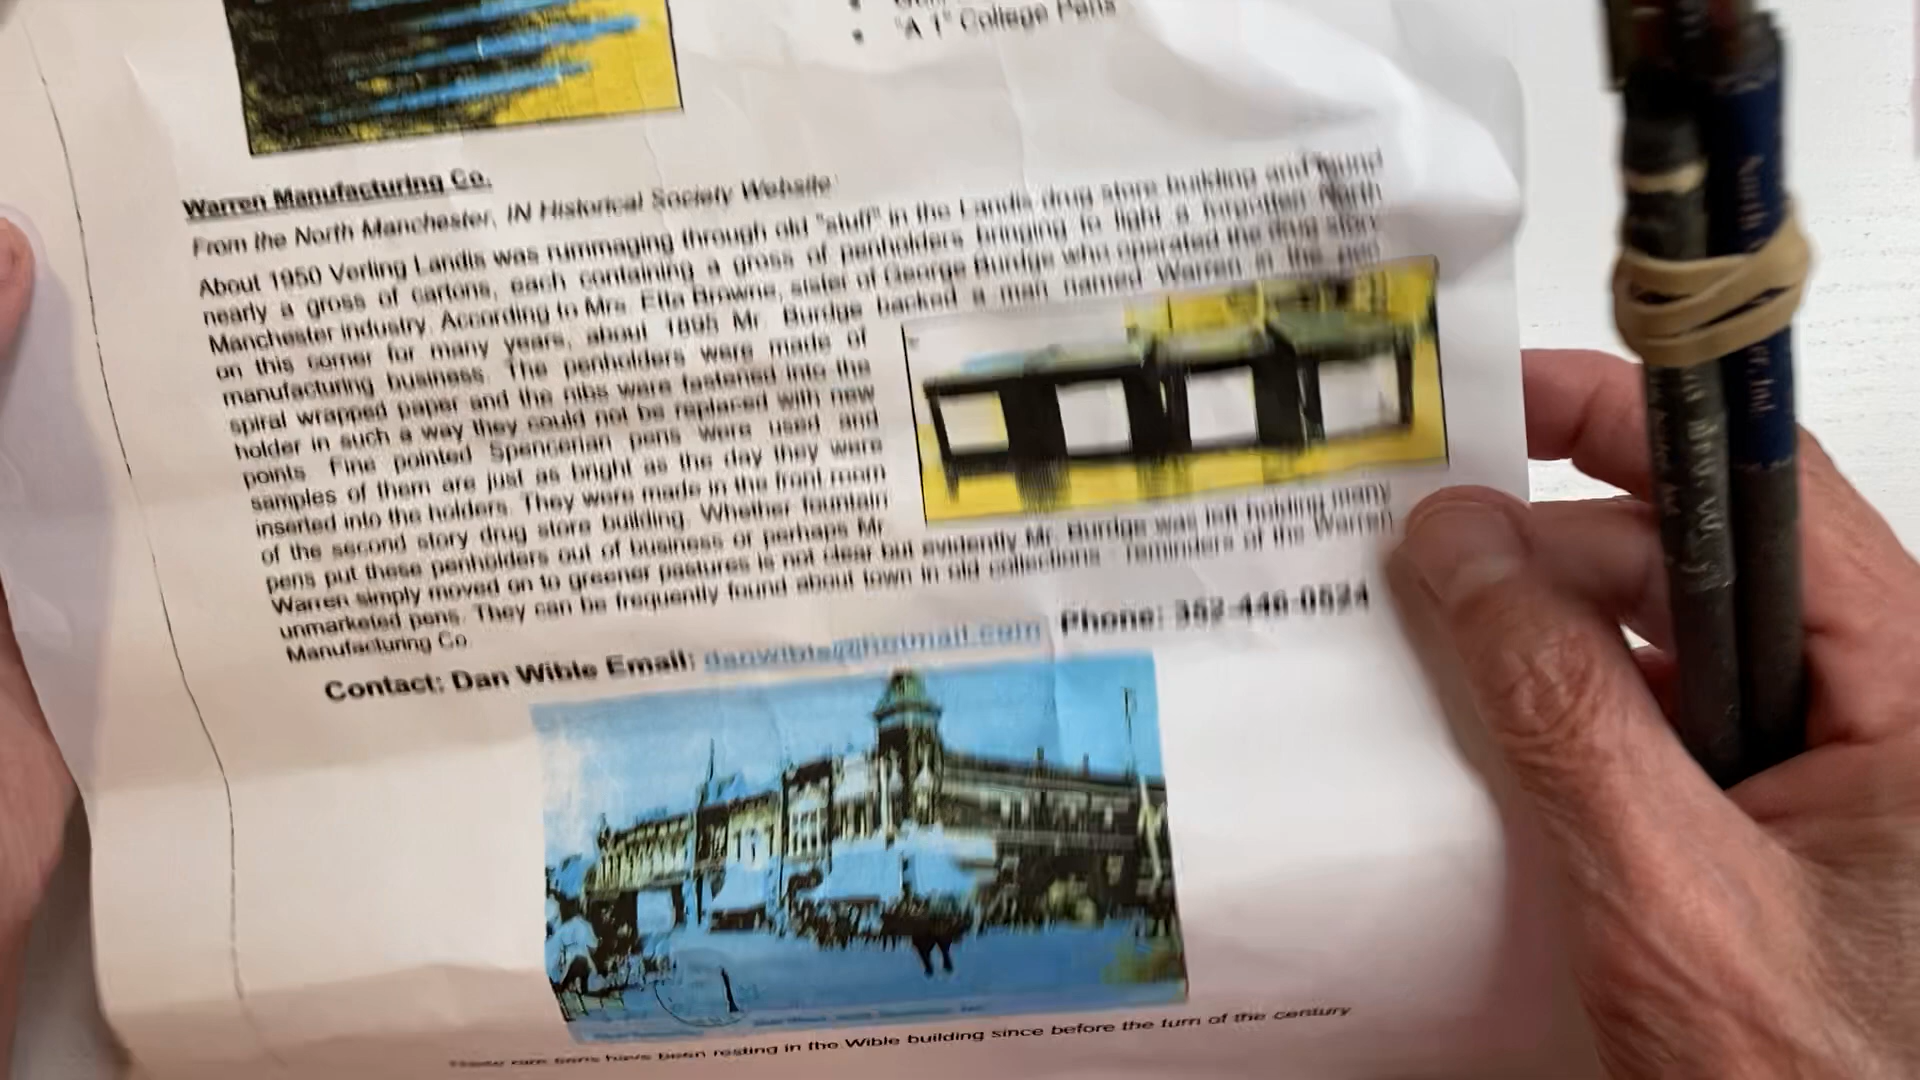 "A 1" College Pens
Warren Manufacturing Co.
From the North Manchester, IN Historical Society Website
About 1950 Verling Landis was rummaging through old "stuff" in the Landis drug store building and found
nearly a gross of cartons, each containing a gross of penholders bringing to light a forgotten North
Manchester industry. According to Mrs. Etta Browne, sister of George Burdge who operated the drug story
on this corner for many years, about 1895 Mr. Burdge backed a man named Warren in the pen
manufacturing business. The penholders were made of
spiral wrapped paper and the nibs were fastened into the
holder in such a way they could not be replaced with new
points. Fine pointed Spencerian pens were used and
samples of them are just as bright as the day they were
inserted into the holders. They were made in the front room
of the second story drug store building. Whether fountain
pens put these penholders out of business or perhaps Mr.
Warren simply moved on to greener pastures is not clear but evidently Mr. Burdge was left holding many
unmarketed pens. They can be frequently found about town in old collections - reminders of the Warren
Manufacturing Co.
Contact: Dan Wible Email: danwible@hotmail.com Phone: 352-446-0524
pens have been resting in the Wible building since before the turn of the century